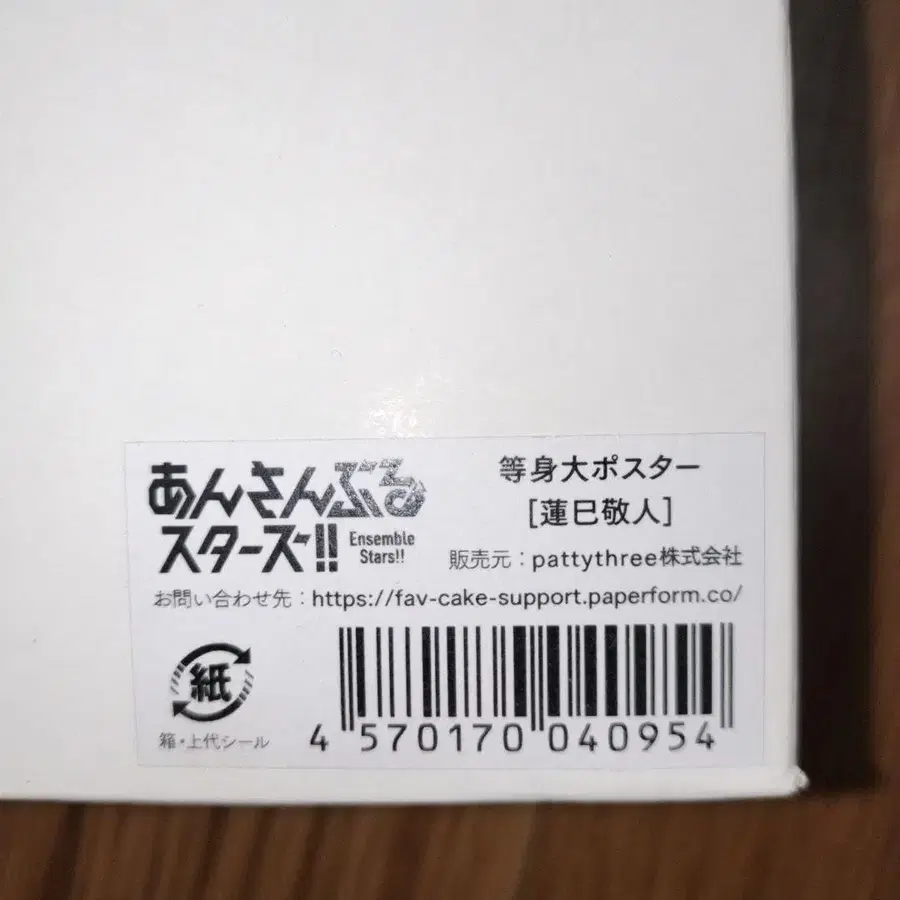 あんさんぶる
スターズ!!
Ensemble
Stars!!
等身大ポスター
[蓮巳敬人]
販売元：pattythree株式会社
お問い合わせ先：https://fav-cake-support.paperform.co/
紙
箱・上代シール
4 570170 040954